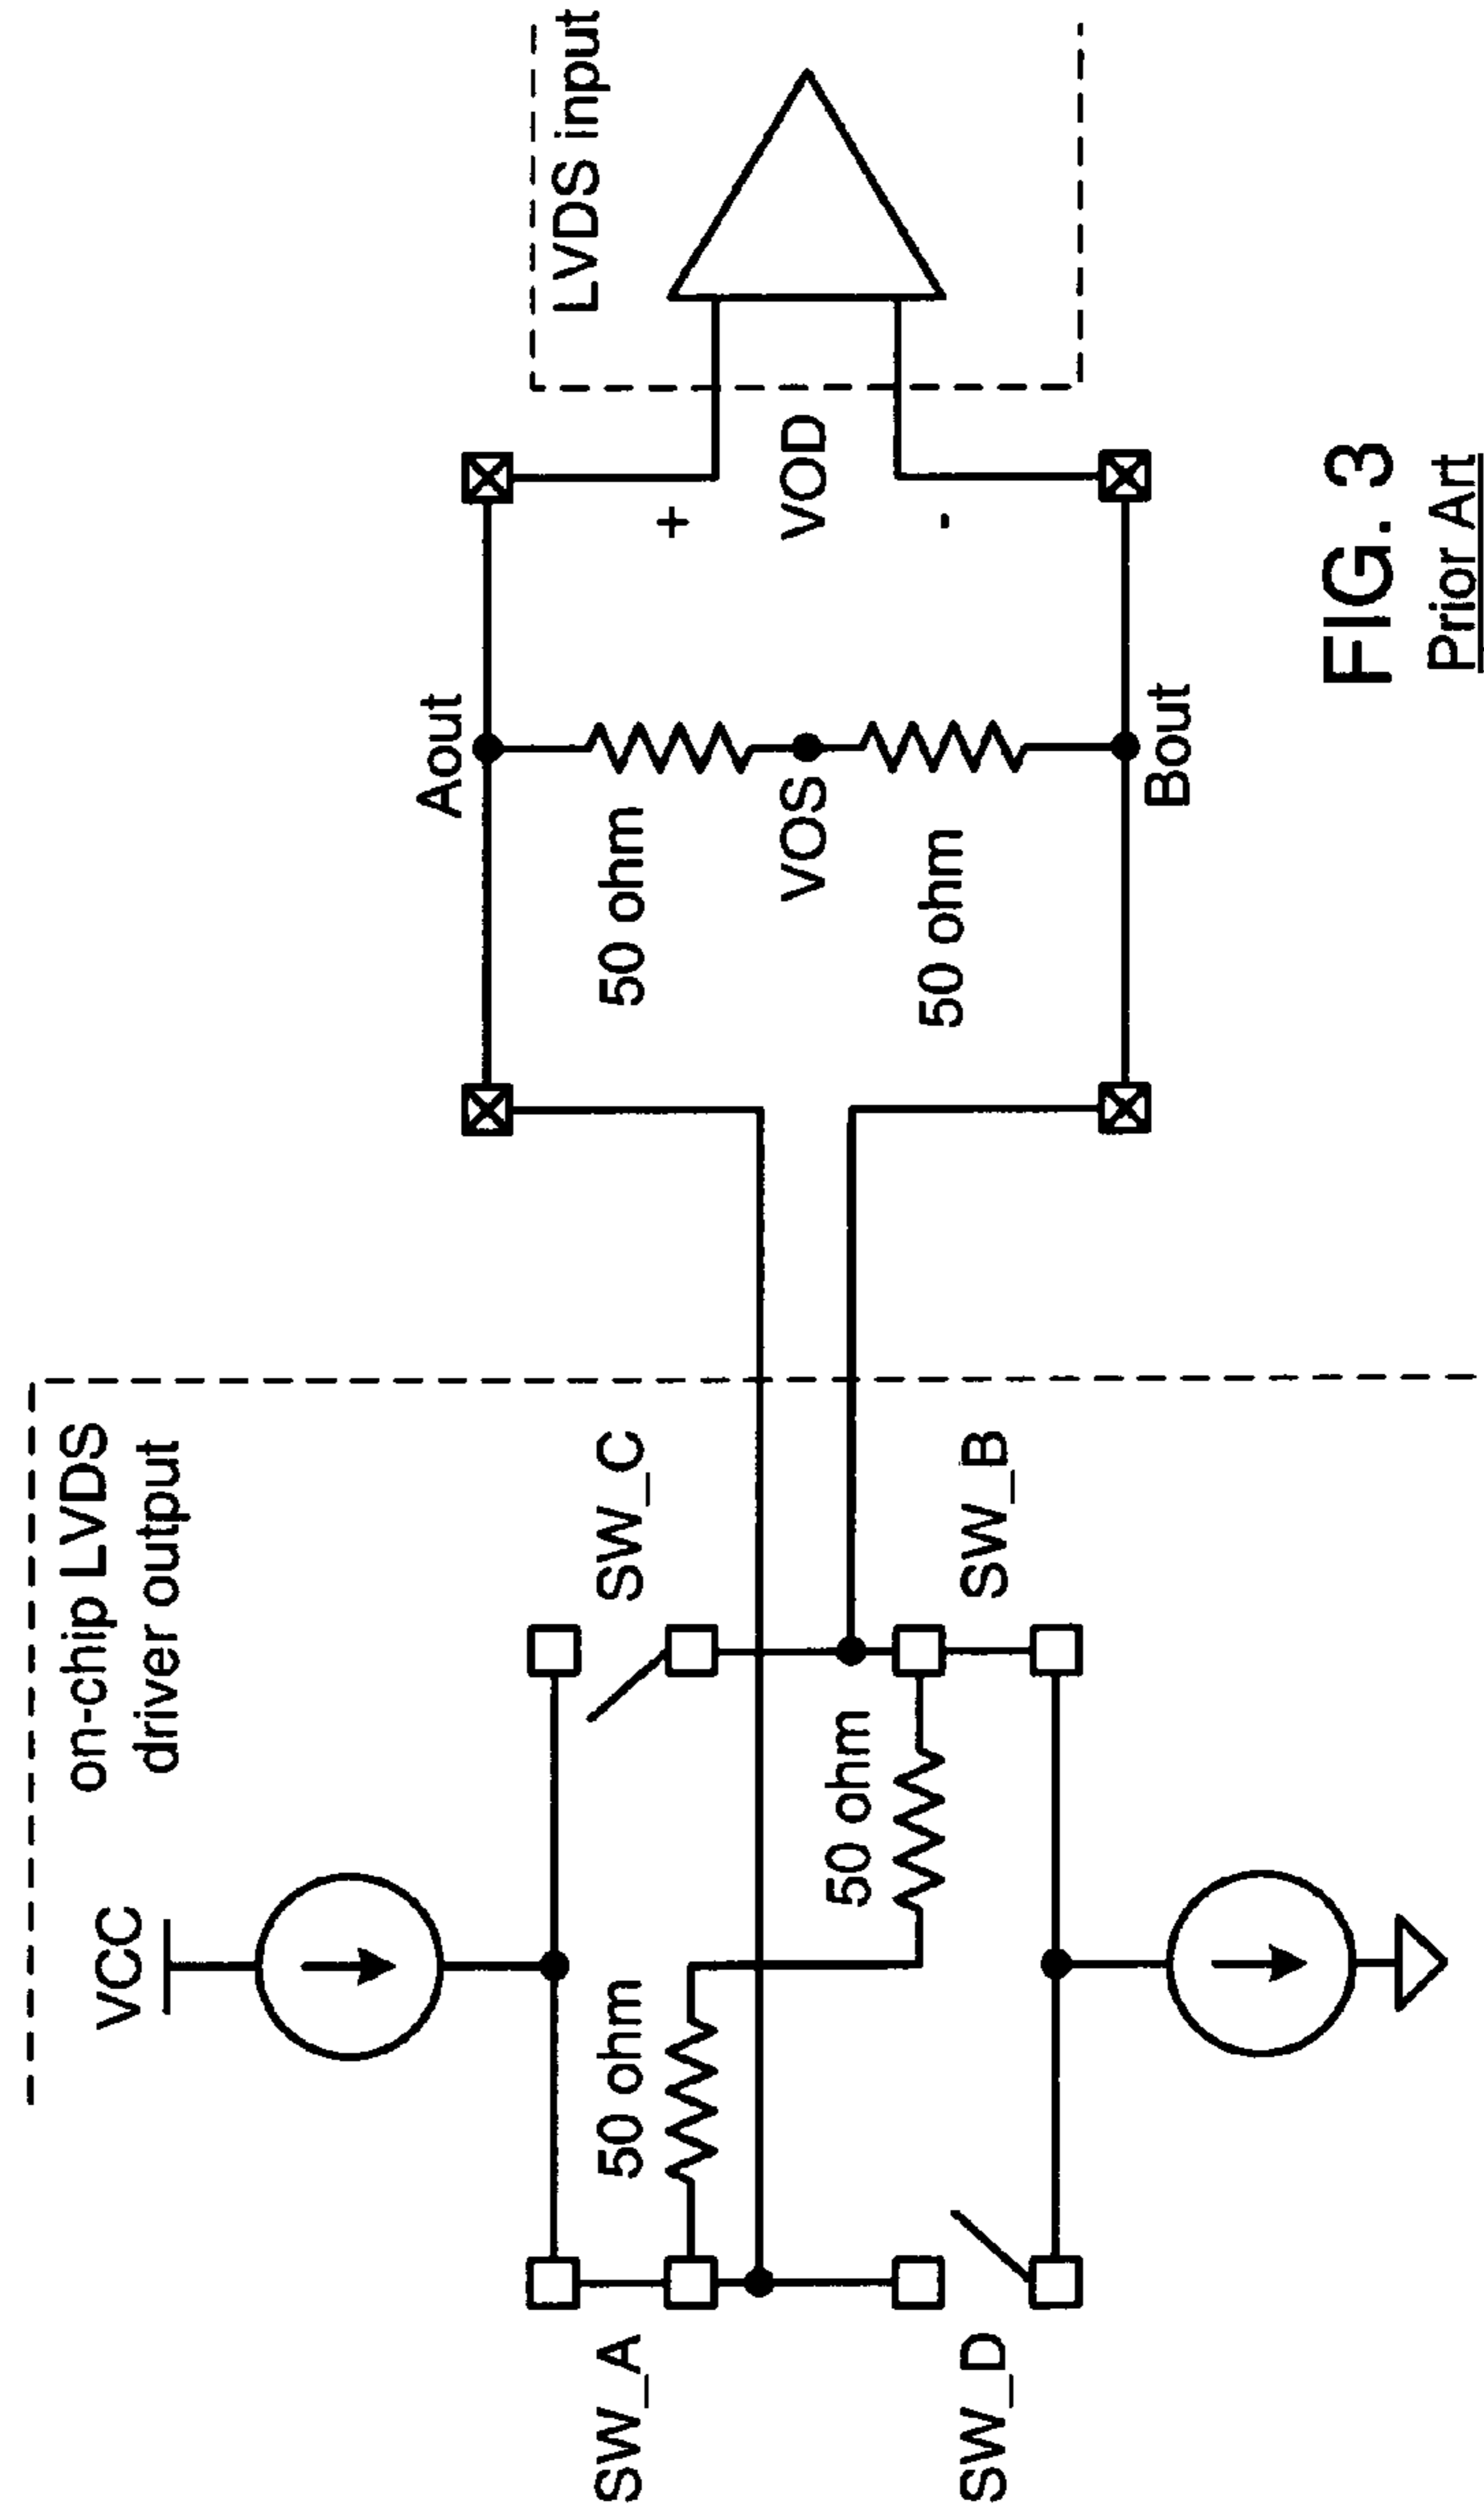 on-chip LVDS
driver output
VCC
SW_A
50 ohm
SW_C
50 ohm
SW_D
SW_B
Aout
50 ohm
VOS
50 ohm
Bout
+
VOD
-
LVDS input
FIG. 3
Prior Art